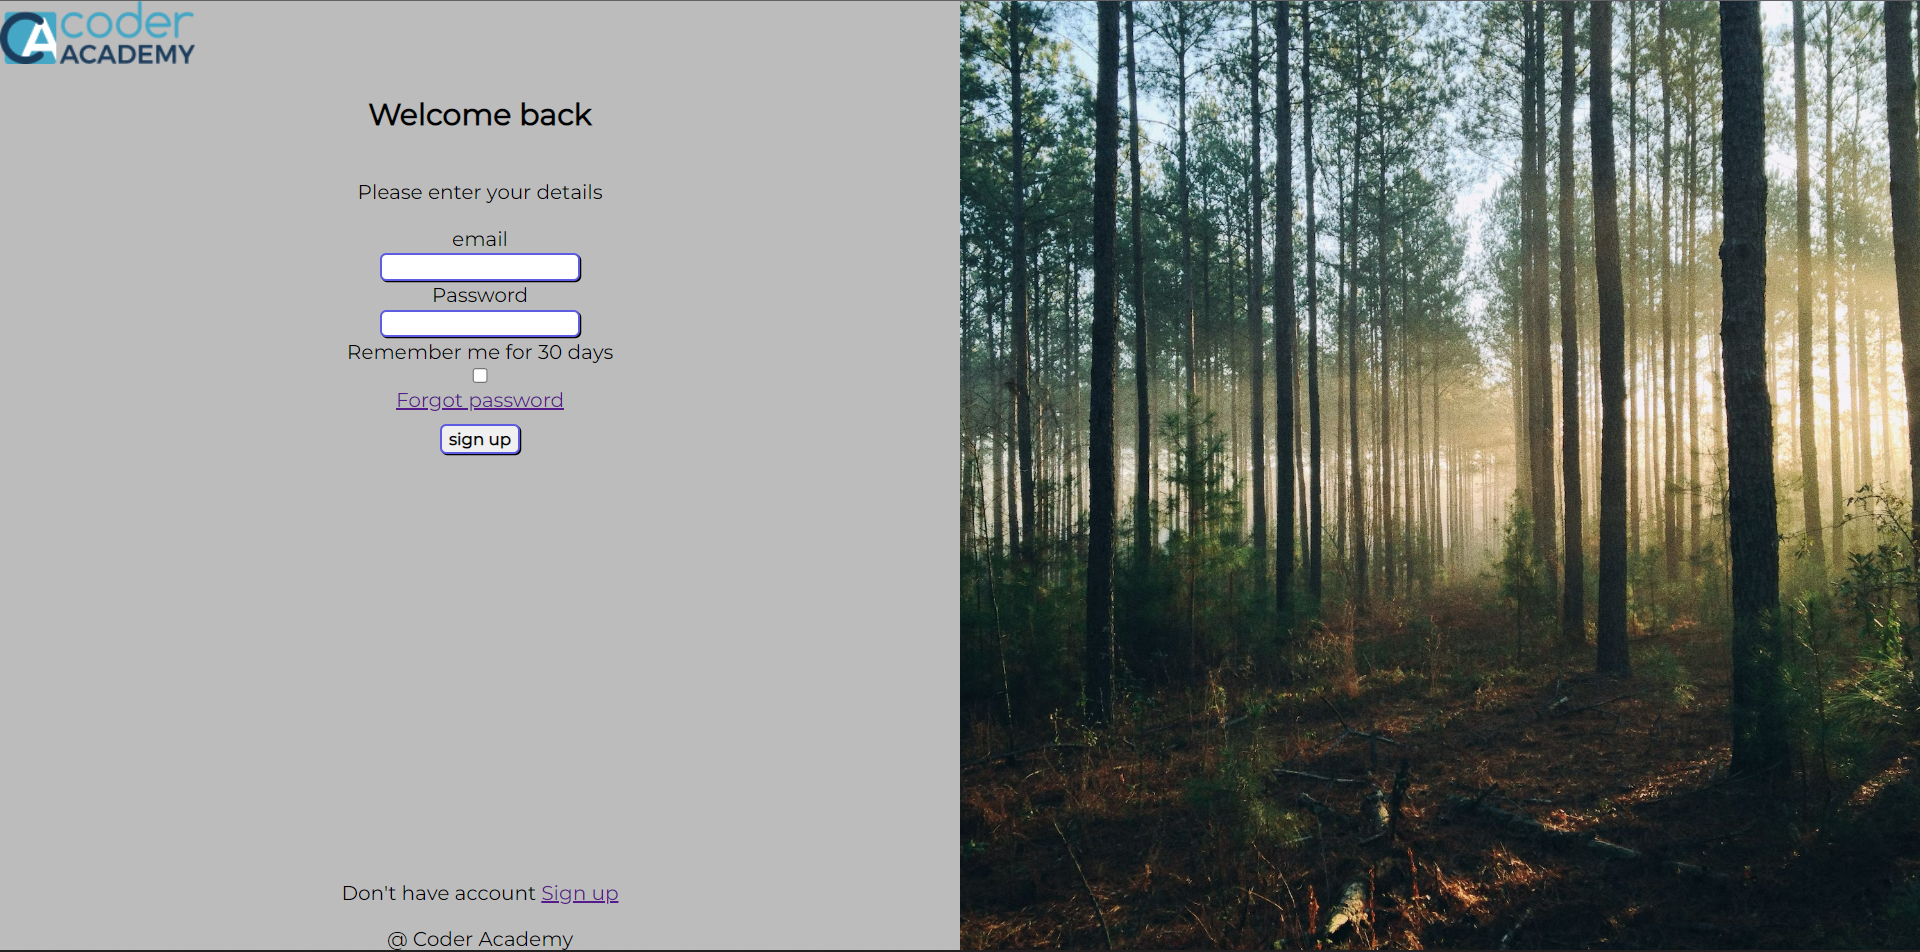 CA coder
ACADEMY
Welcome back
Please enter your details
email
Password
Remember me for 30 days
Forgot password
sign up
Don't have account Sign up
@ Coder Academy